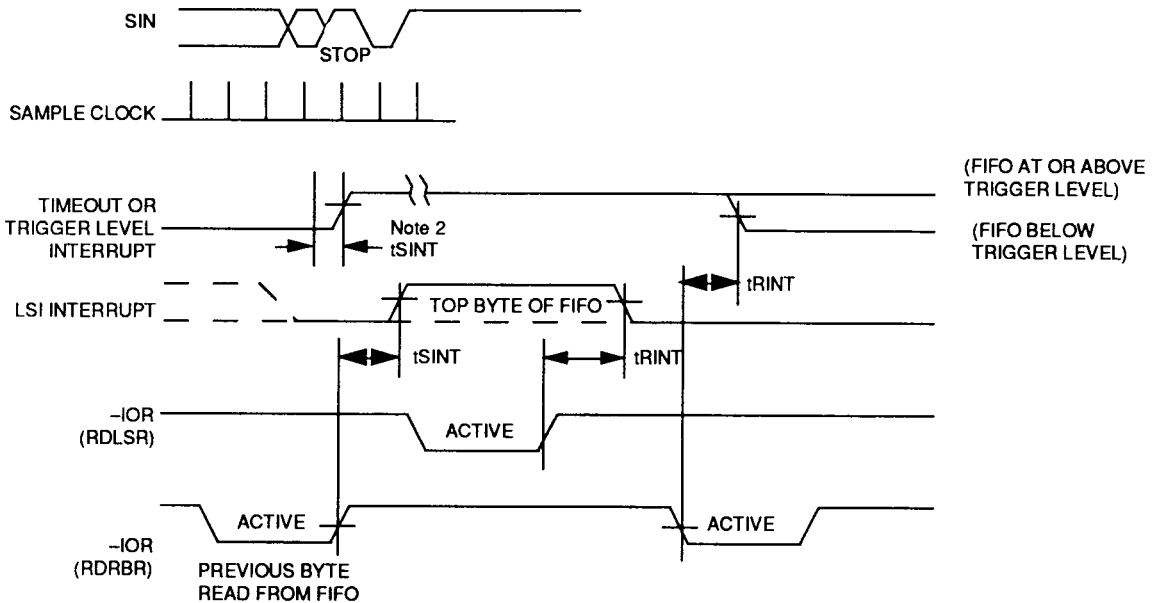 SIN
STOP
SAMPLE CLOCK
(FIFO AT OR ABOVE
TRIGGER LEVEL)
TIMEOUT OR
TRIGGER LEVEL
INTERRUPT
Note 2
tSINT
(FIFO BELOW
TRIGGER LEVEL)
tRINT
LSI INTERRUPT
TOP BYTE OF FIFO
tSINT
tRINT
–IOR
(RDLSR)
ACTIVE
–IOR
(RDRBR)
ACTIVE
ACTIVE
PREVIOUS BYTE
READ FROM FIFO